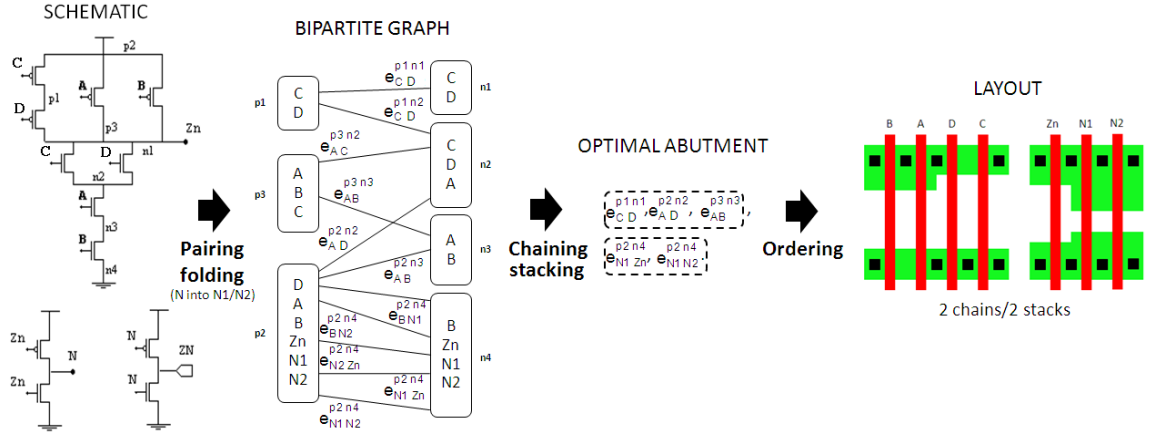 SCHEMATIC
p2
C
A
B
p1
D
p3
Zn
C
D
n1
n2
A
n3
B
n4
Zn
N
Zn
N
ZN
N
Pairing
folding
(N into N1/N2)
BIPARTITE GRAPH
p1
C
D
p3
A
B
C
p2
D
A
B
Zn
N1
N2
e p1 n1 C D
e p1 n2 C D
e p3 n2 A C
e p3 n3 AB
e p2 n2 A D
e p2 n3 A B
e p2 n4 BN1
e p2 n4 B N2
e p2 n4 N2 Zn
e p2 n4 N1 Zn
e p2 n4 N1 N2
C
D
n1
C
D
A
n2
A
B
n3
B
Zn
N1
N2
n4
Chaining
stacking
OPTIMAL ABUTMENT
e p1 n1 C D , e p2 n2 A D , e p3 n3 AB ,
e p2 n4 N1 Zn , e p2 n4 N1 N2 .
Ordering
LAYOUT
B A D C Zn N1 N2
2 chains/2 stacks